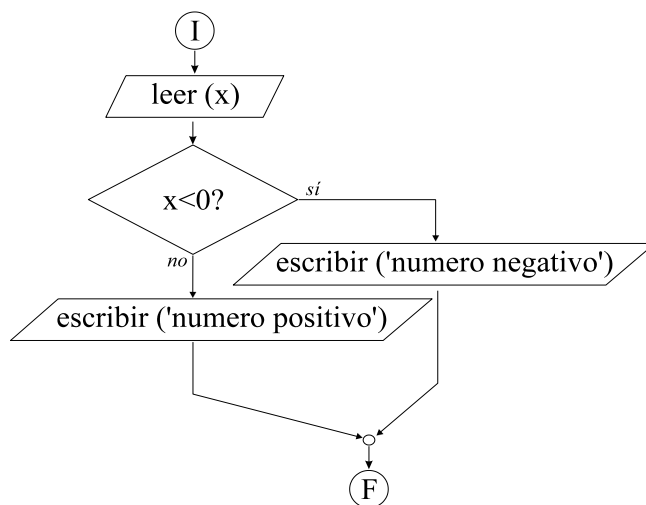 I
leer (x)
x<0?
sí
no
escribir ('numero negativo')
escribir ('numero positivo')
F